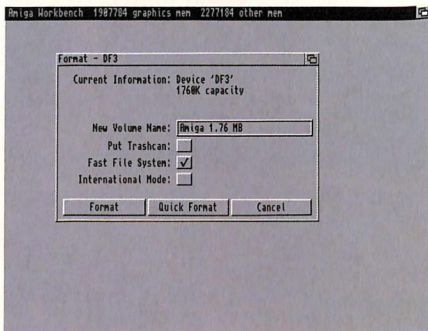 Amiga Workbench 1907784 graphics mem 2277184 other mem
Format - DF3
Current Information: Device 'DF3'
1760K capacity
New Volume Name: Amiga 1.76 MB
Put Trashcan:
Fast File System: ✓
International Mode:
Format Quick Format Cancel